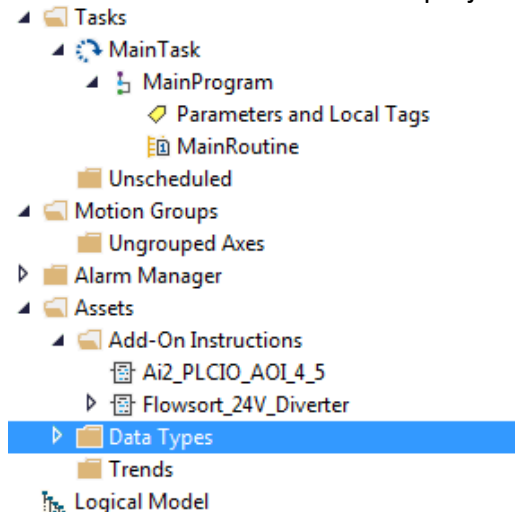 Tasks
MainTask
MainProgram
Parameters and Local Tags
MainRoutine
Unscheduled
Motion Groups
Ungrouped Axes
Alarm Manager
Assets
Add-On Instructions
Ai2_PLCIO_AOI_4_5
Flowsort_24V_Diverter
Data Types
Trends
Logical Model